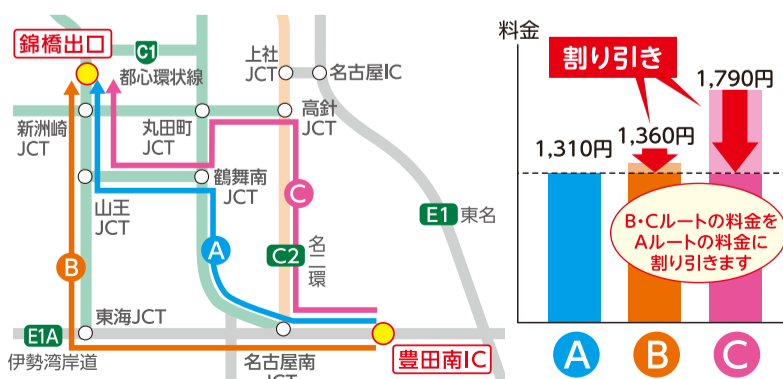 錦橋出口
C1
都心環状線
上社
JCT
名古屋IC
新洲崎
JCT
丸田町
JCT
高針
JCT
山王
JCT
鶴舞南
JCT
C
A
B
C2
名二環
E1 東名
E1A
伊勢湾岸道
東海JCT
名古屋南
JCT
豊田南IC
料金
割り引き
1,310円
1,360円
1,790円
B・Cルートの料金を
Aルートの料金に
割り引きます
A
B
C